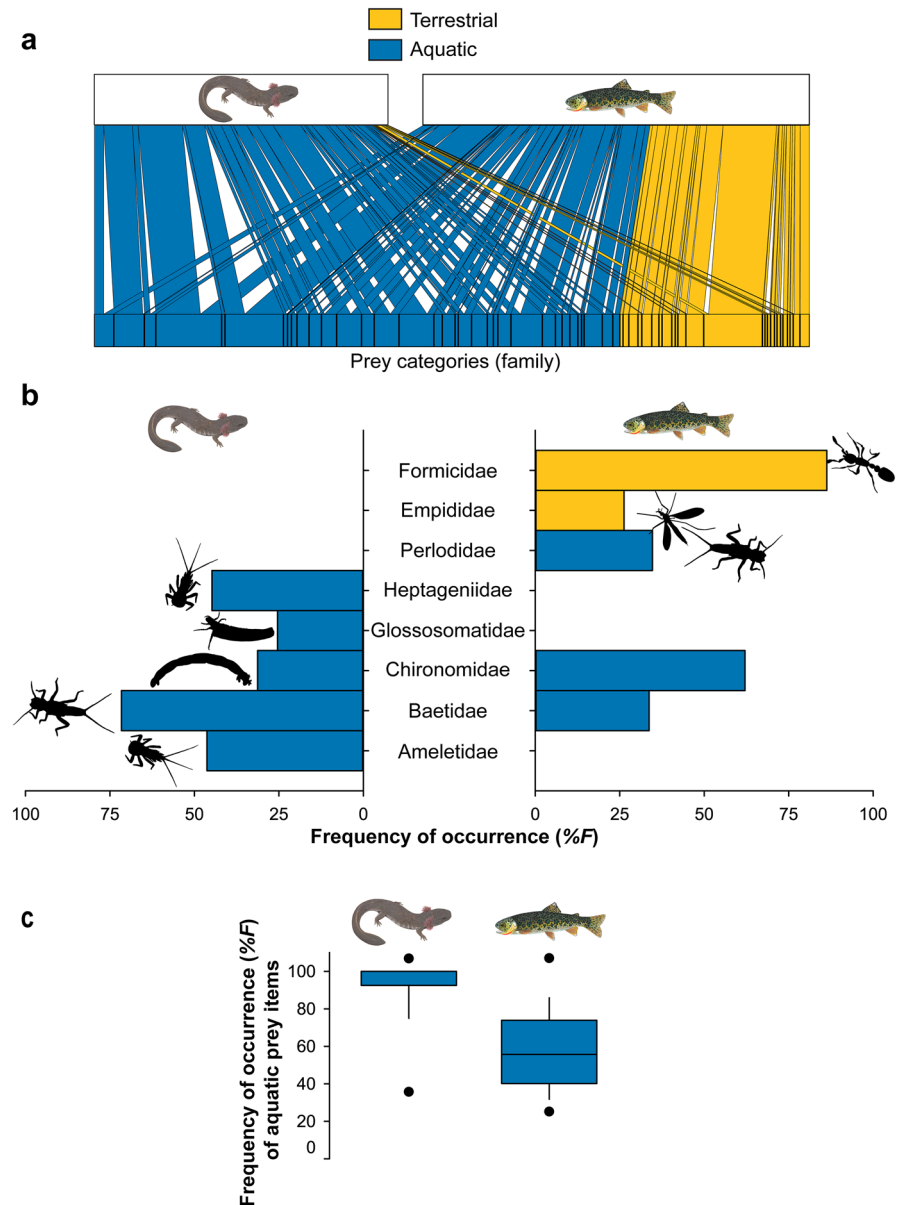 a
Terrestrial
Aquatic
Prey categories (family)
b
Formicidae
Empididae
Perlodidae
Heptageniidae
Glossosomatidae
Chironomidae
Baetidae
Ameletidae
100 75 50 25 0 0 25 50 75 100
Frequency of occurrence (%F)
c
Frequency of occurrence (%F)
of aquatic prey items
100
80
60
40
20
0